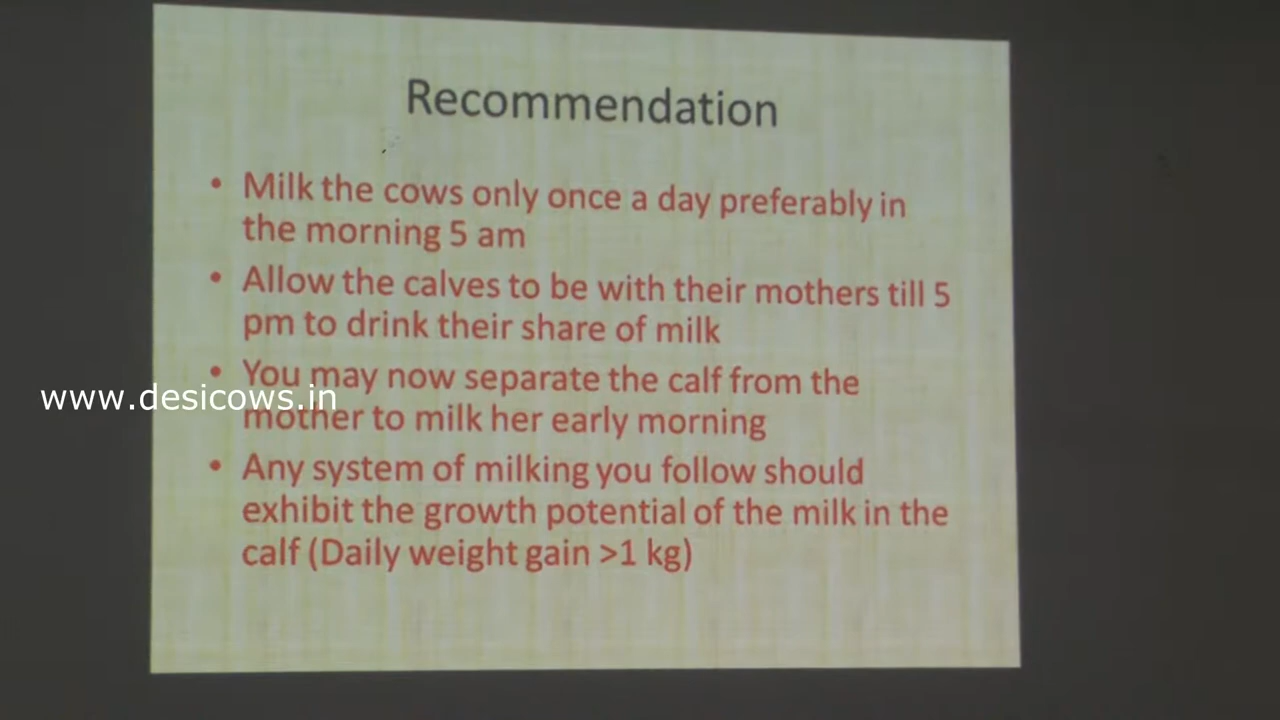 Recommendation
• Milk the cows only once a day preferably in
the morning 5 am
• Allow the calves to be with their mothers till 5
pm to drink their share of milk
• You may now separate the calf from the
www.desicows.in
mother to milk her early morning
• Any system of milking you follow should
exhibit the growth potential of the milk in the
calf (Daily weight gain >1 kg)